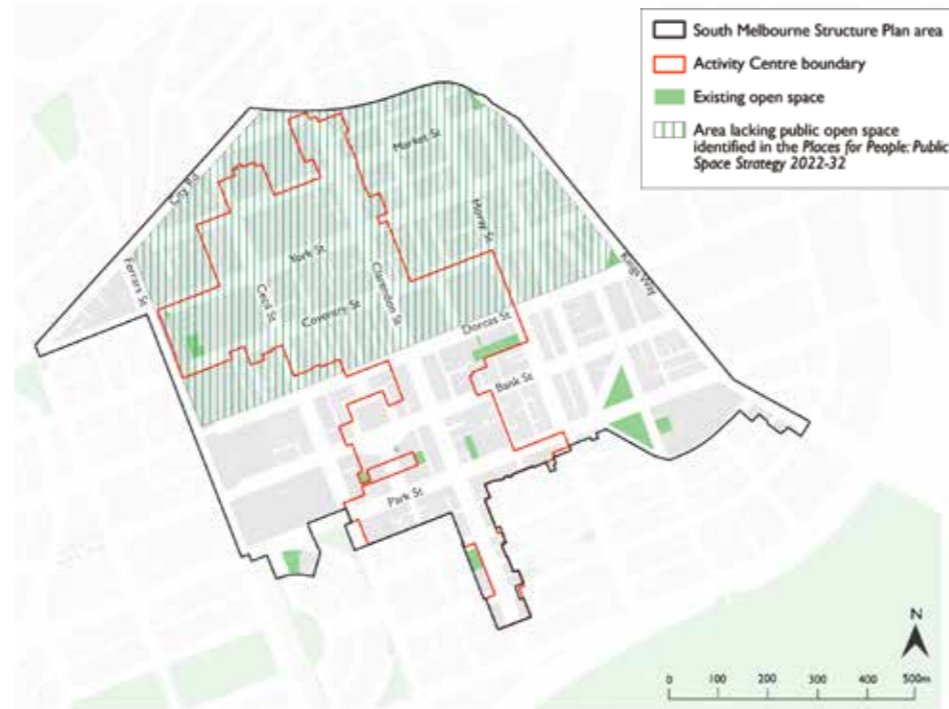 South Melbourne Structure Plan area
Activity Centre boundary
Existing open space
Area lacking public open space
identified in the Places for People: Public
Space Strategy 2022-32
Market St
City Rd
Moray St
York St
Kings Way
Ferrars St
Cecil St
Clarendon St
Coventry St
Dorcas St
Bank St
Park St
N
0 100 200 300 400 500m